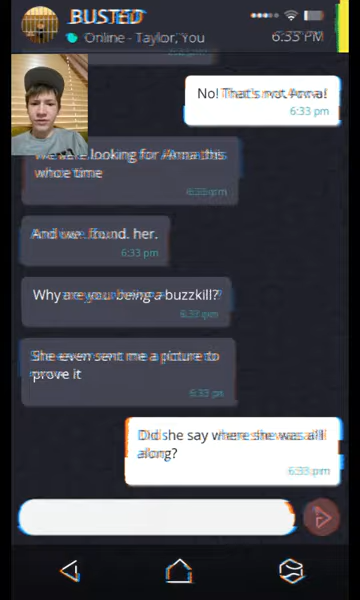 BUSTED
6:33 PM
Online - Taylor, You
No! That's not Anna!
6:33 pm
We were looking for Anna this
whole time
6:33 pm
And we. found. her.
6:33 pm
Why are you being a buzzkill?
6:33 pm
She even sent me a picture to
prove it
6:33 pm
Did she say where she was all
along?
6:33 pm